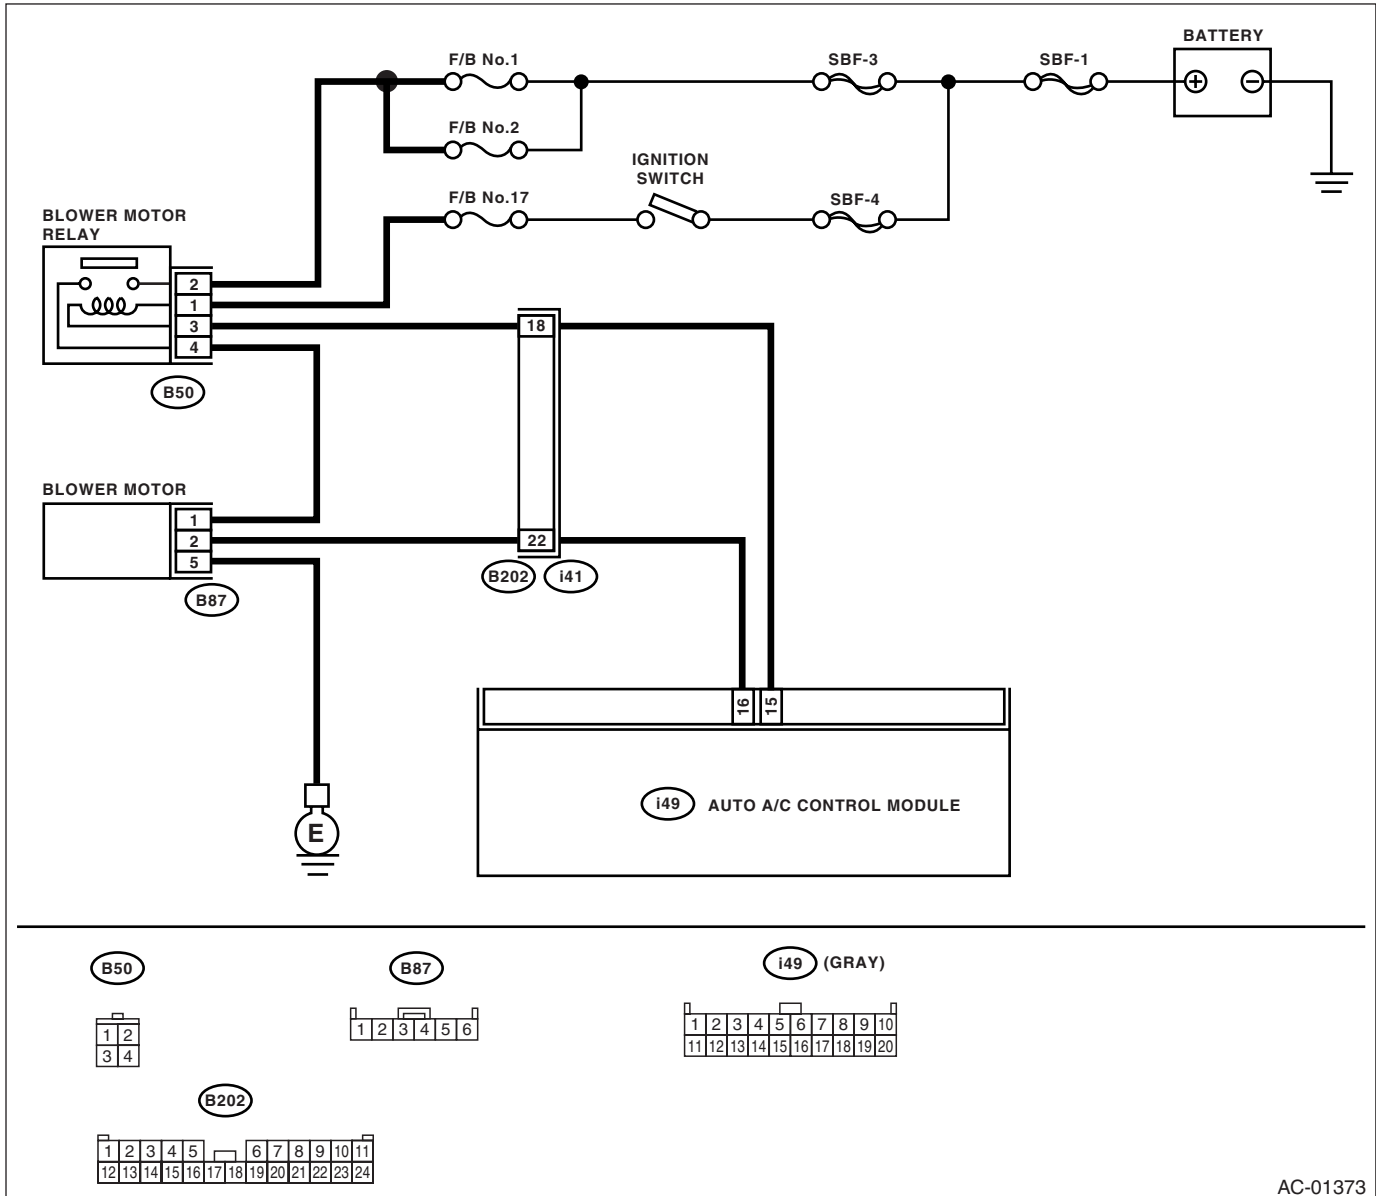 BATTERY
F/B No.1
SBF-3
SBF-1
+
−
F/B No.2
IGNITION
SWITCH
F/B No.17
SBF-4
BLOWER MOTOR
RELAY
2
1
3
4
18
B50
BLOWER MOTOR
1
2
5
22
B202
i41
B87
16
15
E
i49
AUTO A/C CONTROL MODULE
B50
B87
i49 (GRAY)
1 2
3 4
1 2 3 4 5 6
1 2 3 4 5 6 7 8 9 10
11 12 13 14 15 16 17 18 19 20
B202
1 2 3 4 5 6 7 8 9 10 11
12 13 14 15 16 17 18 19 20 21 22 23 24
AC-01373